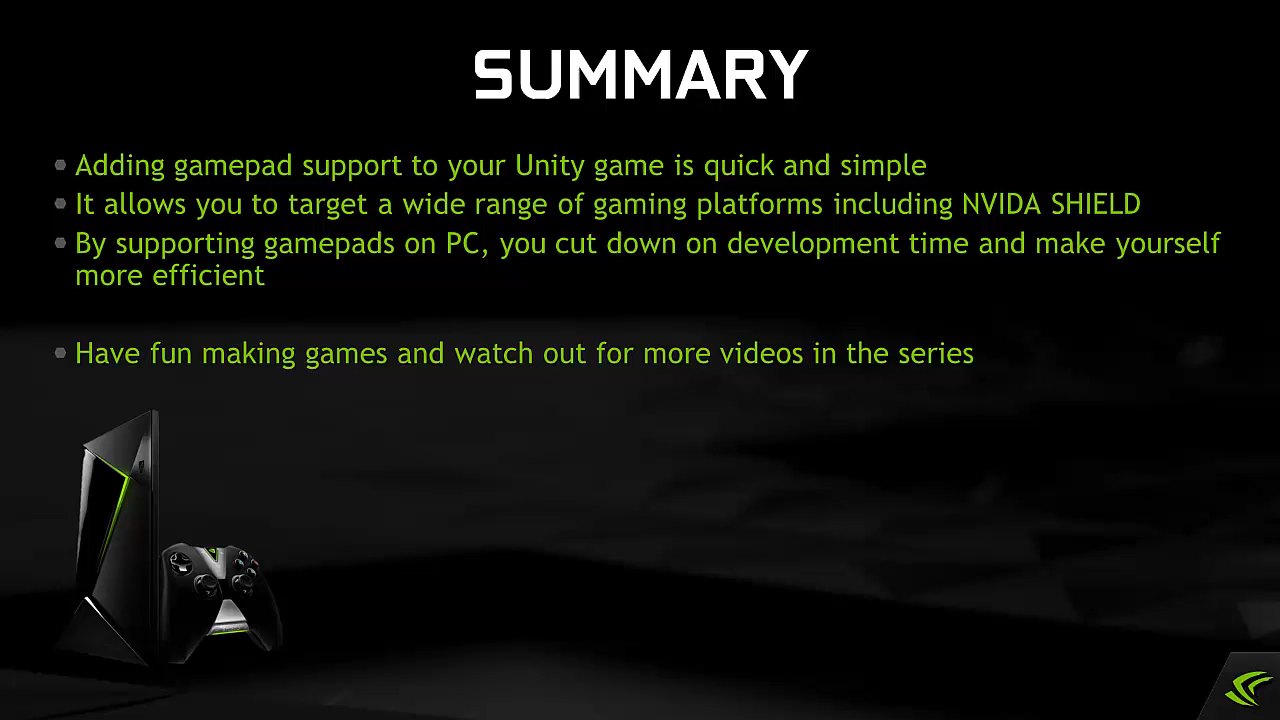 SUMMARY
Adding gamepad support to your Unity game is quick and simple
It allows you to target a wide range of gaming platforms including NVIDA SHIELD
By supporting gamepads on PC, you cut down on development time and make yourself
more efficient
Have fun making games and watch out for more videos in the series